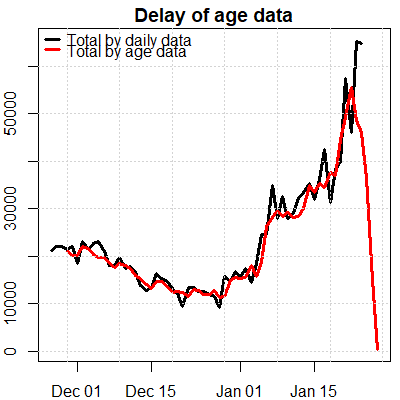 Delay of age data
Total by daily data
Total by age data
50000
30000
10000
0
Dec 01 Dec 15 Jan 01 Jan 15